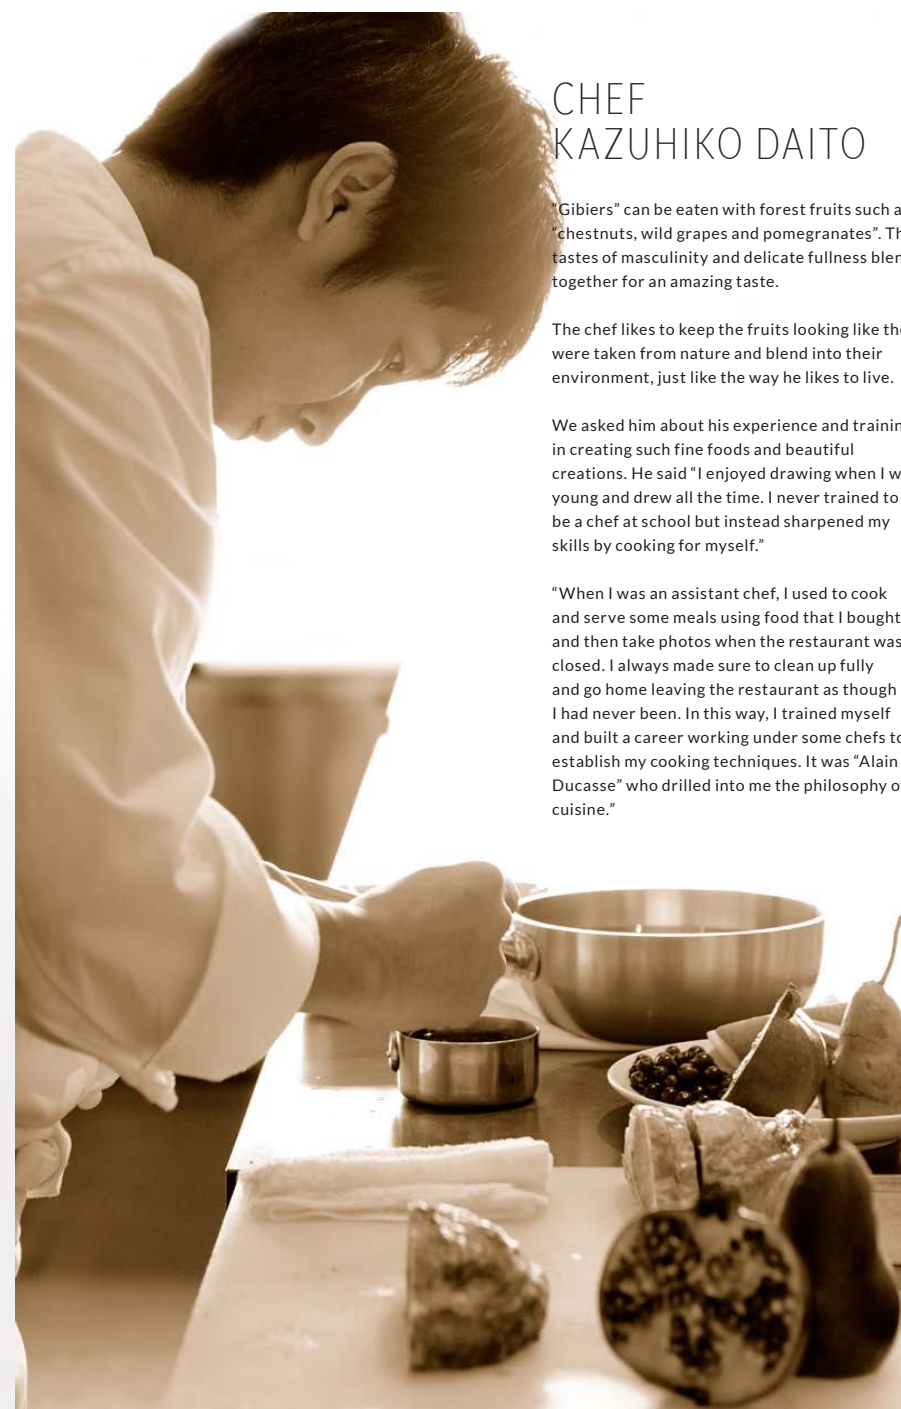 CHEF
KAZUHIKO DAITO
“Gibiers” can be eaten with forest fruits such a
“chestnuts, wild grapes and pomegranates”. Th
tastes of masculinity and delicate fullness blen
together for an amazing taste.
The chef likes to keep the fruits looking like the
were taken from nature and blend into their
environment, just like the way he likes to live.
We asked him about his experience and trainin
in creating such fine foods and beautiful
creations. He said “I enjoyed drawing when I w
young and drew all the time. I never trained to
be a chef at school but instead sharpened my
skills by cooking for myself.”
“When I was an assistant chef, I used to cook
and serve some meals using food that I bought
and then take photos when the restaurant was
closed. I always made sure to clean up fully
and go home leaving the restaurant as though
I had never been. In this way, I trained myself
and built a career working under some chefs to
establish my cooking techniques. It was “Alain
Ducasse” who drilled into me the philosophy of
cuisine.”